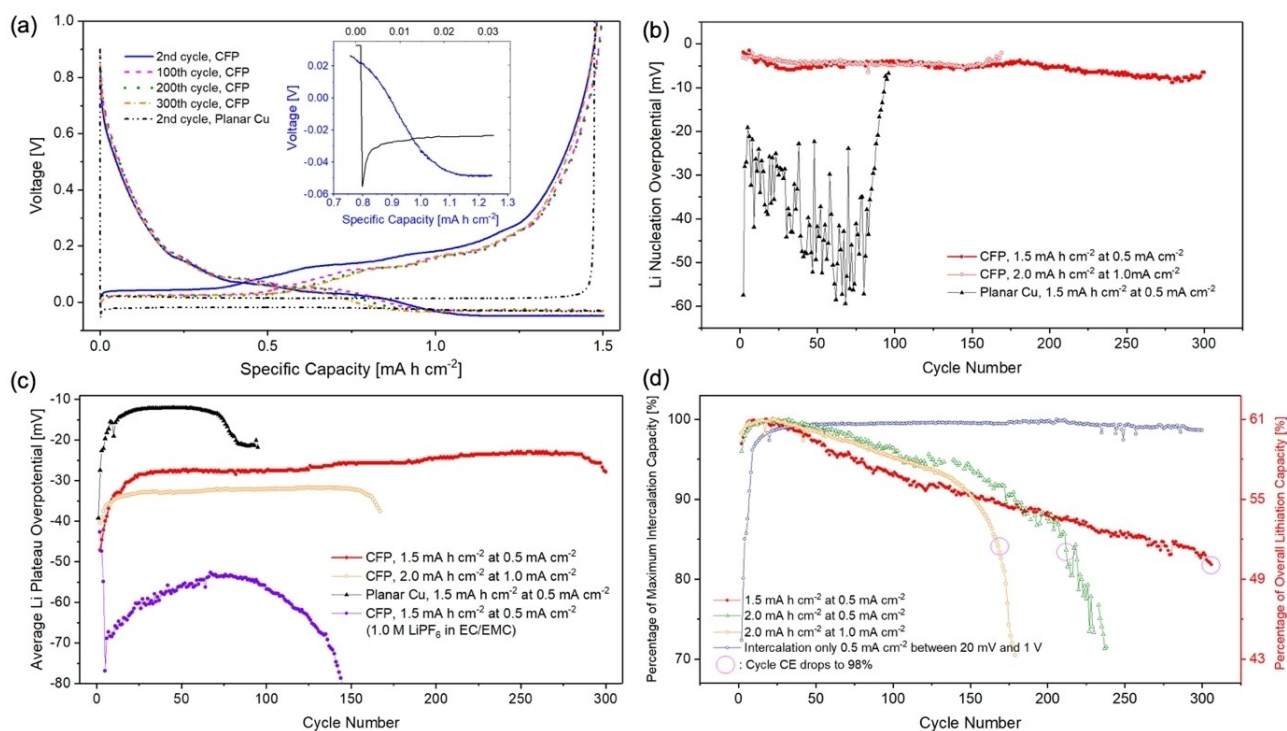 (a)
1.0
0.8
0.6
0.4
0.2
0.0
Voltage [V]
0.0
0.5
1.0
1.5
Specific Capacity [mA h cm⁻²]
2nd cycle, CFP
100th cycle, CFP
200th cycle, CFP
300th cycle, CFP
2nd cycle, Planar Cu
0.00 0.01 0.02 0.03
0.02
0.00
-0.02
-0.04
-0.06
Voltage [V]
0.7 0.8 0.9 1.0 1.1 1.2 1.3
Specific Capacity [mA h cm⁻²]
(b)
0
-10
-20
-30
-40
-50
-60
Li Nucleation Overpotential [mV]
0 50 100 150 200 250 300
Cycle Number
CFP, 1.5 mA h cm⁻² at 0.5 mA cm⁻²
CFP, 2.0 mA h cm⁻² at 1.0mA cm⁻²
Planar Cu, 1.5 mA h cm⁻² at 0.5 mA cm⁻²
(c)
-10
-20
-30
-40
-50
-60
-70
-80
Average Li Plateau Overpotential [mV]
0 50 100 150 200 250 300
Cycle Number
CFP, 1.5 mA h cm⁻² at 0.5 mA cm⁻²
CFP, 2.0 mA h cm⁻² at 1.0 mA cm⁻²
Planar Cu, 1.5 mA h cm⁻² at 0.5 mA cm⁻²
CFP, 1.5 mA h cm⁻² at 0.5 mA cm⁻²
(1.0 M LiPF₆ in EC/EMC)
(d)
100
90
80
70
Percentage of Maximum Intercalation Capacity [%]
0 50 100 150 200 250 300
Cycle Number
61
58
55
52
49
46
43
Percentage of Overall Lithiation Capacity [%]
1.5 mA h cm⁻² at 0.5 mA cm⁻²
2.0 mA h cm⁻² at 0.5 mA cm⁻²
2.0 mA h cm⁻² at 1.0 mA cm⁻²
Intercalation only 0.5 mA cm⁻² between 20 mV and 1 V
: Cycle CE drops to 98%